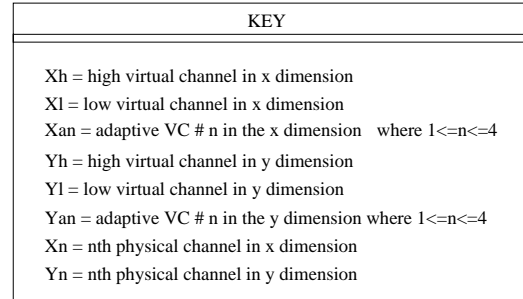 KEY
Xh = high virtual channel in x dimension
Xl = low virtual channel in x dimension
Xan = adaptive VC # n in the x dimension where 1<=n<=4
Yh = high virtual channel in y dimension
Yl = low virtual channel in y dimension
Yan = adaptive VC # n in the y dimension where 1<=n<=4
Xn = nth physical channel in x dimension
Yn = nth physical channel in y dimension